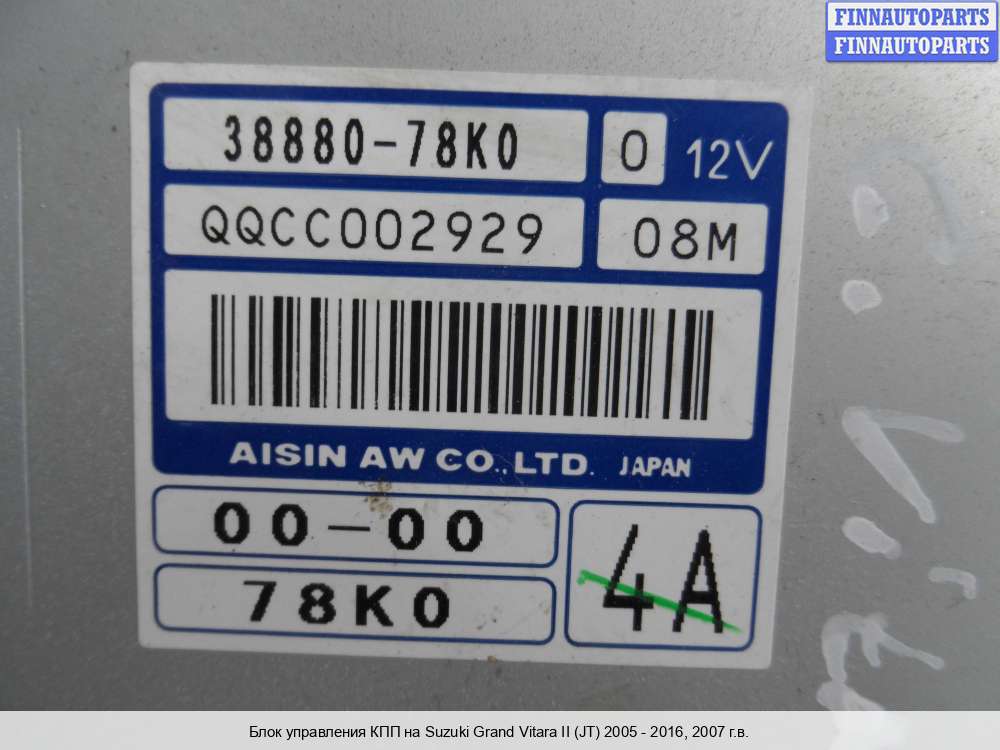 FINNAUTOPARTS
FINNAUTOPARTS
38880-78K0 0 12V
QQCC002929 08M
AISIN AW CO.,LTD. JAPAN
00-00
78K0
4A
Блок управления КПП на Suzuki Grand Vitara II (JT) 2005 - 2016, 2007 г.в.